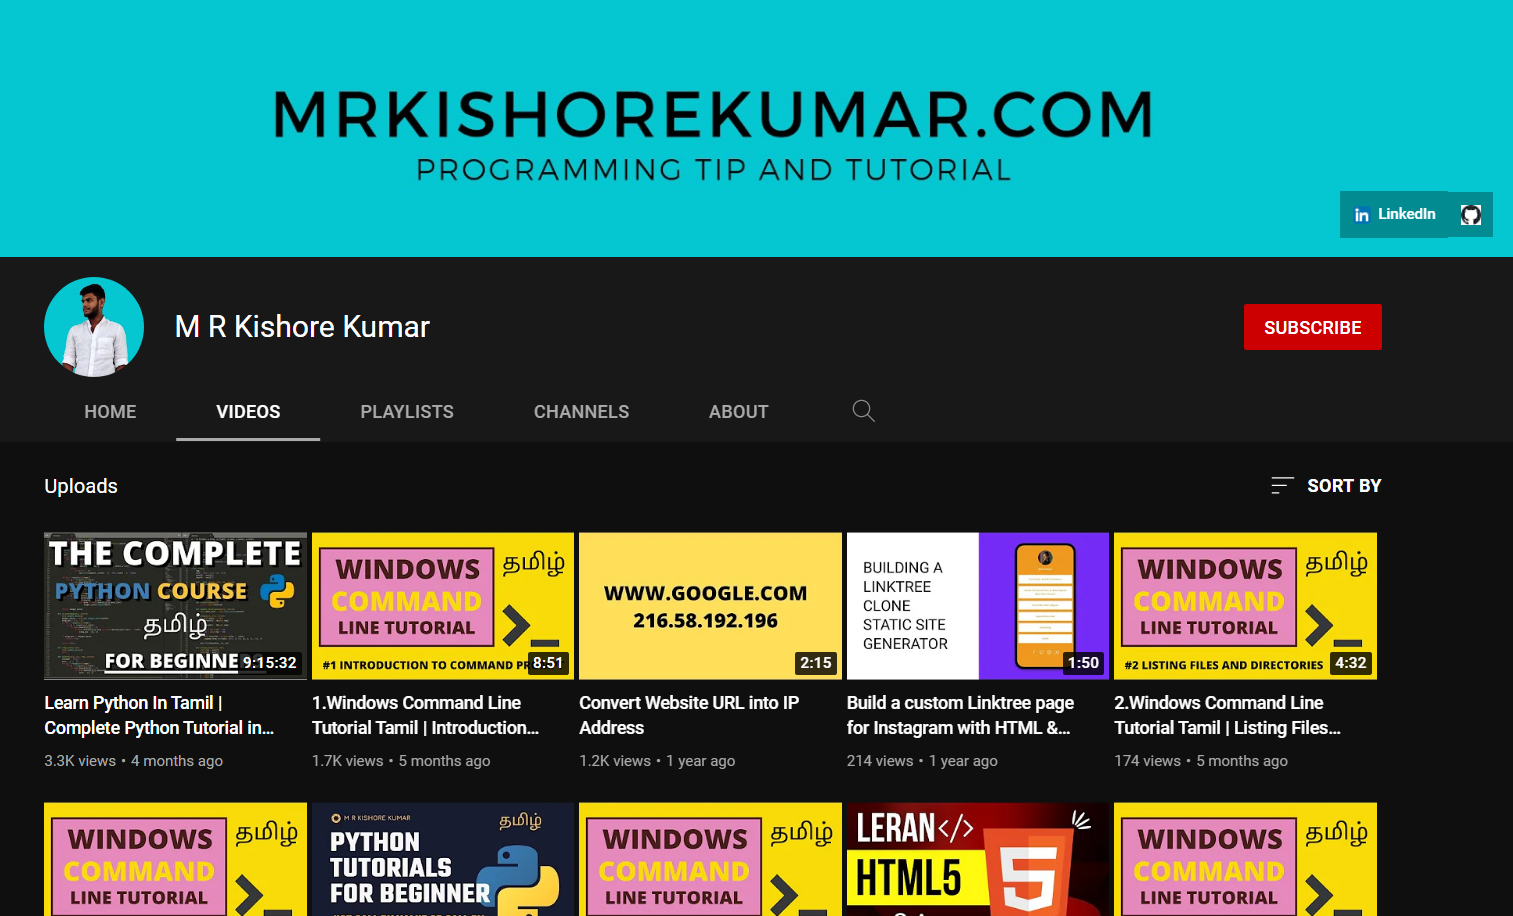 MRKISHOREKUMAR.COM
PROGRAMMING TIP AND TUTORIAL
in LinkedIn
M R Kishore Kumar
SUBSCRIBE
HOME VIDEOS PLAYLISTS CHANNELS ABOUT
Uploads
SORT BY
THE COMPLETE
PYTHON COURSE
தமிழ்
FOR BEGINNE
9:15:32
Learn Python In Tamil |
Complete Python Tutorial in...
3.3K views • 4 months ago
WINDOWS
COMMAND
LINE TUTORIAL
தமிழ்
#1 INTRODUCTION TO COMMAND PR
8:51
1.Windows Command Line
Tutorial Tamil | Introduction...
1.7K views • 5 months ago
WWW.GOOGLE.COM
216.58.192.196
2:15
Convert Website URL into IP
Address
1.2K views • 1 year ago
BUILDING A
LINKTREE
CLONE
STATIC SITE
GENERATOR
1:50
Build a custom Linktree page
for Instagram with HTML &...
214 views • 1 year ago
WINDOWS
COMMAND
LINE TUTORIAL
தமிழ்
#2 LISTING FILES AND DIRECTORIES
4:32
2.Windows Command Line
Tutorial Tamil | Listing Files...
174 views • 5 months ago
WINDOWS
COMMAND
LINE TUTORIAL
தமிழ்
M R KISHORE KUMAR
தமிழ்
PYTHON
TUTORIALS
FOR BEGINNER
WINDOWS
COMMAND
LINE TUTORIAL
தமிழ்
LERAN</>
HTML5
5
WINDOWS
COMMAND
LINE TUTORIAL
தமிழ்